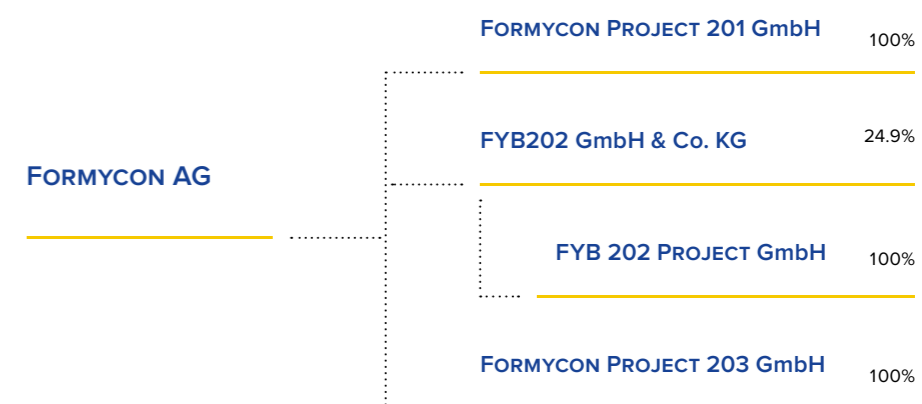 Formycon Project 201 GmbH 100%
FYB202 GmbH & Co. KG 24.9%
Formycon AG
FYB 202 Project GmbH 100%
Formycon Project 203 GmbH 100%